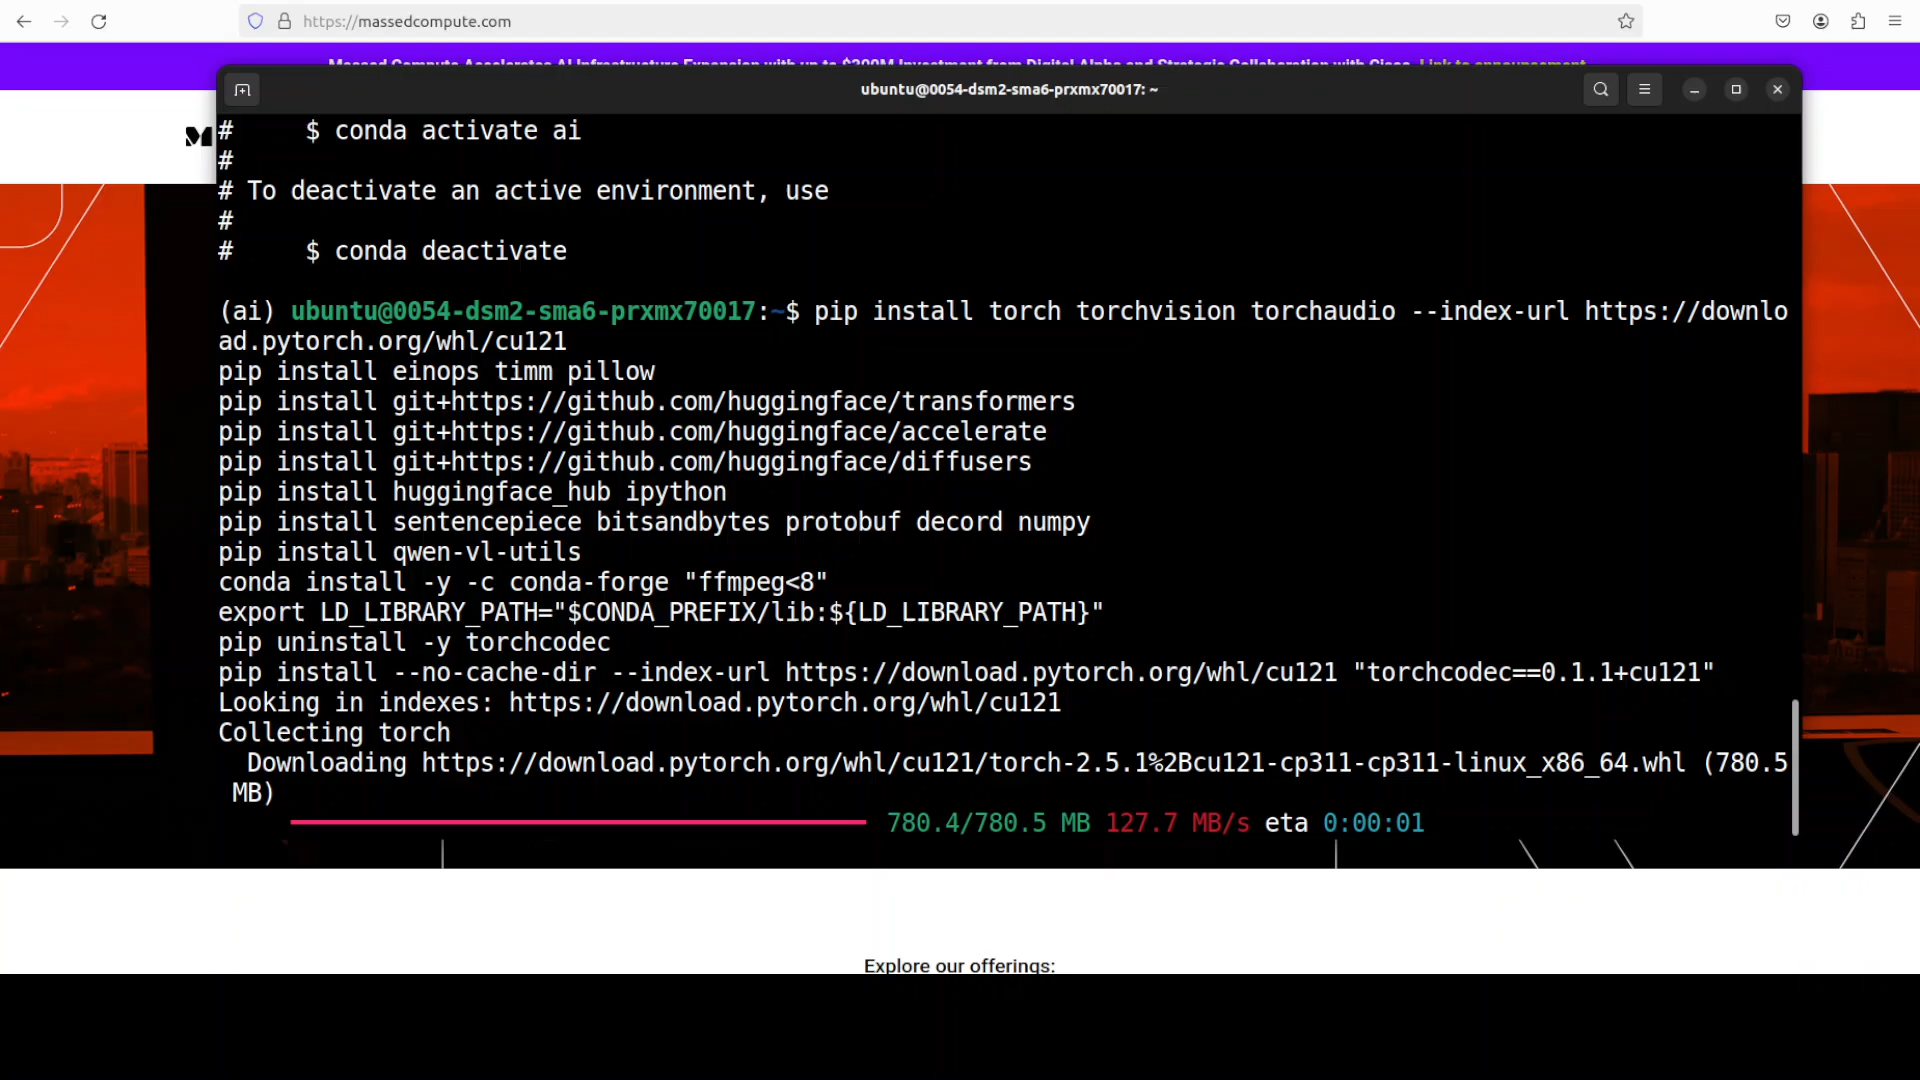 https://massedcompute.com
Massed Compute Accelerates AI Infrastructure Expansion with up to $300M Investment from Digital Alpha and Strategic Collaboration with Cisco. Link to announcement
ubuntu@0054-dsm2-sma6-prxmx70017: ~
M
#     $ conda activate ai
#
# To deactivate an active environment, use
#
#     $ conda deactivate
(ai) ubuntu@0054-dsm2-sma6-prxmx70017:~$ pip install torch torchvision torchaudio --index-url https://downlo
ad.pytorch.org/whl/cu121
pip install einops timm pillow
pip install git+https://github.com/huggingface/transformers
pip install git+https://github.com/huggingface/accelerate
pip install git+https://github.com/huggingface/diffusers
pip install huggingface_hub ipython
pip install sentencepiece bitsandbytes protobuf decord numpy
pip install qwen-vl-utils
conda install -y -c conda-forge "ffmpeg<8"
export LD_LIBRARY_PATH="$CONDA_PREFIX/lib:${LD_LIBRARY_PATH}"
pip uninstall -y torchcodec
pip install --no-cache-dir --index-url https://download.pytorch.org/whl/cu121 "torchcodec==0.1.1+cu121"
Looking in indexes: https://download.pytorch.org/whl/cu121
Collecting torch
  Downloading https://download.pytorch.org/whl/cu121/torch-2.5.1%2Bcu121-cp311-cp311-linux_x86_64.whl (780.5
 MB)
780.4/780.5 MB 127.7 MB/s eta 0:00:01
Explore our offerings: